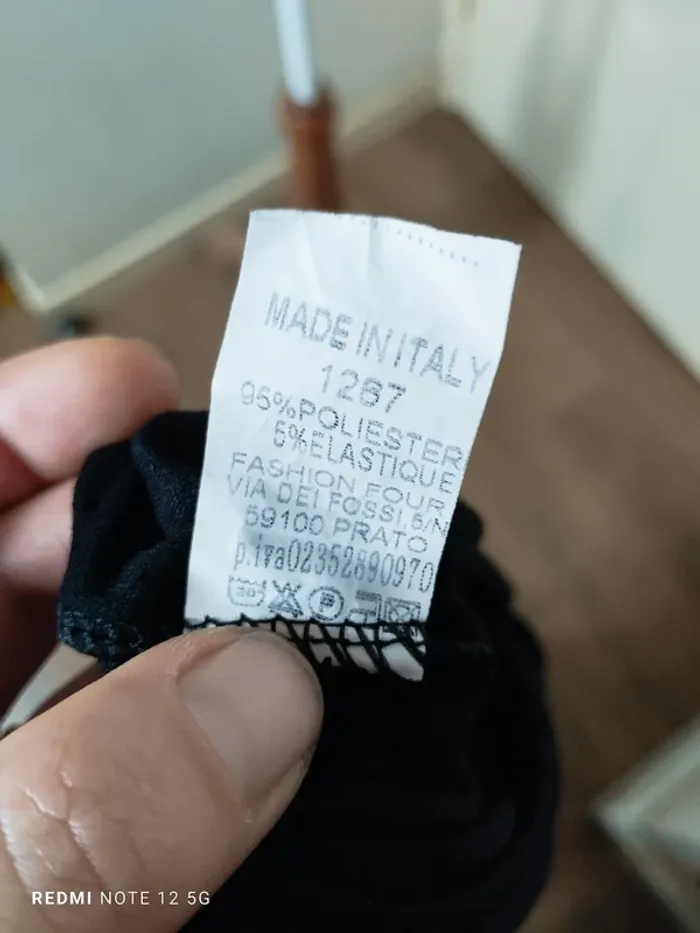 MADE IN ITALY
1267
95%POLIESTER
5%ELASTIQUE
FASHION FOUR
VIA DEI FOSSI,5/N
59100 PRATO
p.iva02352890970
30°
P
REDMI NOTE 12 5G